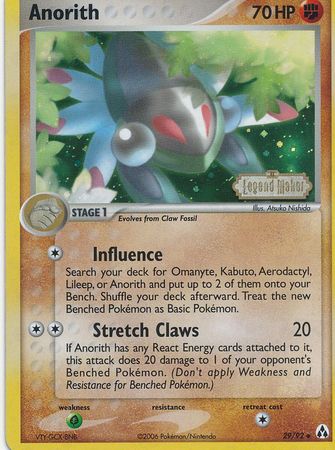 Anorith 70 HP
Legend Maker
Illus. Atsuko Nishida
STAGE 1
Evolves from Claw Fossil
Influence
Search your deck for Omanyte, Kabuto, Aerodactyl,
Lileep, or Anorith and put up to 2 of them onto your
Bench. Shuffle your deck afterward. Treat the new
Benched Pokémon as Basic Pokémon.
Stretch Claws 20
If Anorith has any React Energy cards attached to it,
this attack does 20 damage to 1 of your opponent's
Benched Pokémon. (Don't apply Weakness and
Resistance for Benched Pokémon.)
weakness resistance retreat cost
VTY-GCX-BNB ©2006 Pokémon/Nintendo 29/92